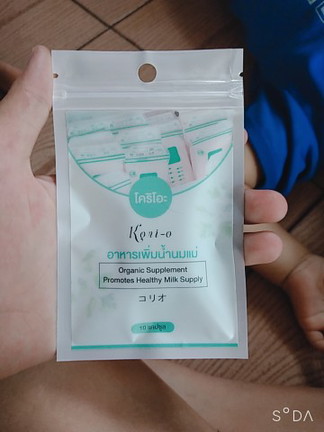 โคริโอะ
Kori-o
อาหารเพิ่มน้ำนมแม่
Organic Supplement
Promotes Healthy Milk Supply
コリオ
SODA